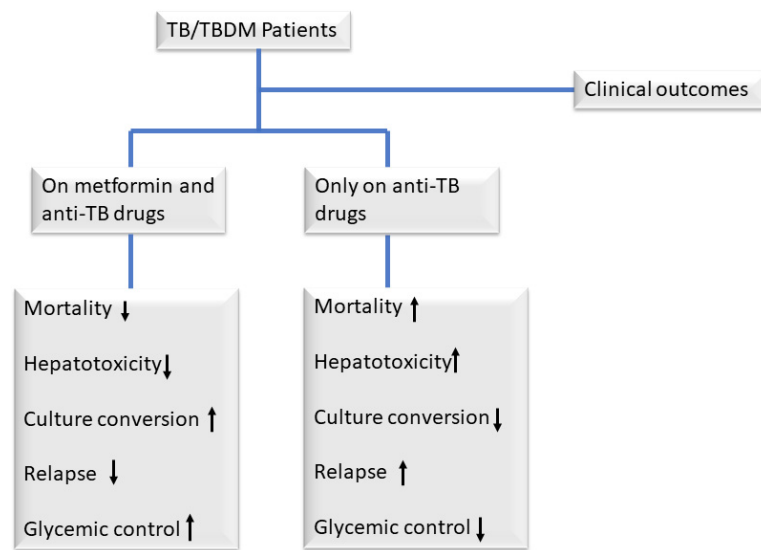 TB/TBDM Patients
Clinical outcomes
On metformin and
anti-TB drugs
Only on anti-TB
drugs
Mortality ↓
Hepatotoxicity ↓
Culture conversion ↑
Relapse ↓
Glycemic control ↑
Mortality ↑
Hepatotoxicity ↑
Culture conversion ↓
Relapse ↑
Glycemic control ↓